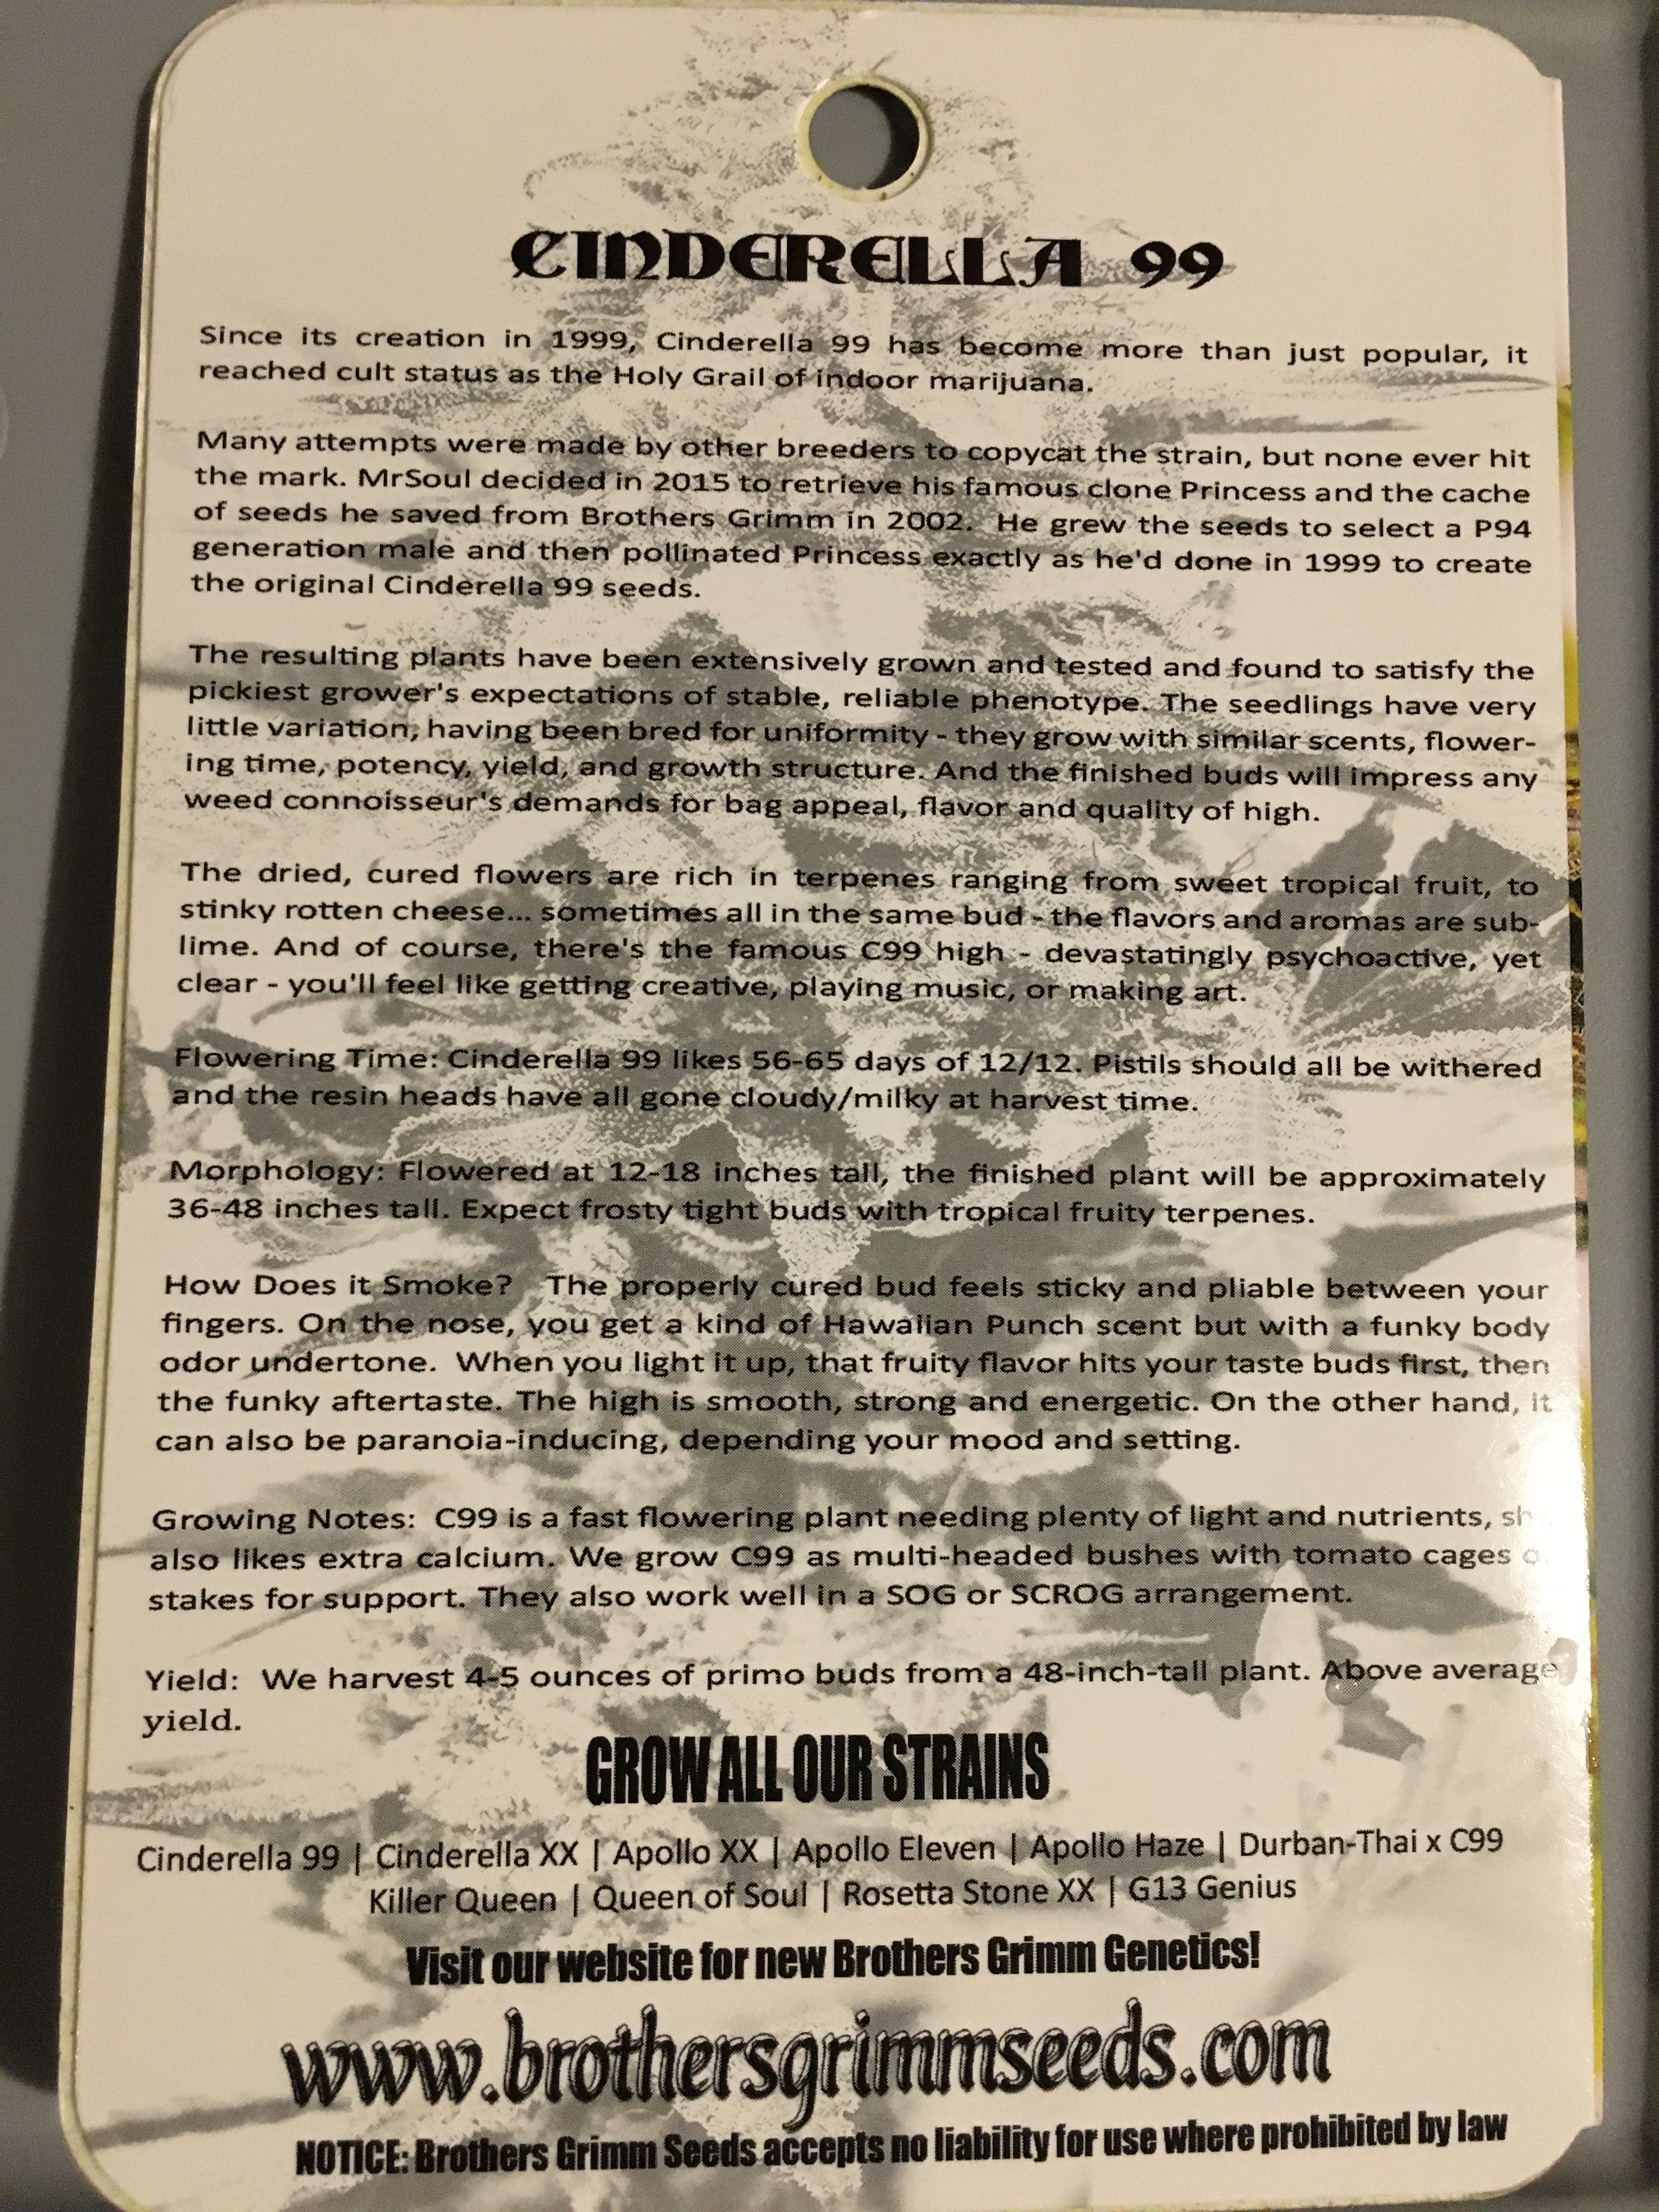 CINDERELLA 99
Since its creation in 1999, Cinderella 99 has become more than just popular, it
reached cult status as the Holy Grail of indoor marijuana.
Many attempts were made by other breeders to copycat the strain, but none ever hit
the mark. MrSoul decided in 2015 to retrieve his famous clone Princess and the cache
of seeds he saved from Brothers Grimm in 2002. He grew the seeds to select a P94
generation male and then pollinated Princess exactly as he'd done in 1999 to create
the original Cinderella 99 seeds.
The resulting plants have been extensively grown and tested and found to satisfy the
pickiest grower's expectations of stable, reliable phenotype. The seedlings have very
little variation, having been bred for uniformity - they grow with similar scents, flower-
ing time, potency, yield, and growth structure. And the finished buds will impress any
weed connoisseur's demands for bag appeal, flavor and quality of high.
The dried, cured flowers are rich in terpenes ranging from sweet tropical fruit, to
stinky rotten cheese... sometimes all in the same bud - the flavors and aromas are sub-
lime. And of course, there's the famous C99 high - devastatingly psychoactive, yet
clear - you'll feel like getting creative, playing music, or making art.
Flowering Time: Cinderella 99 likes 56-65 days of 12/12. Pistils should all be withered
and the resin heads have all gone cloudy/milky at harvest time.
Morphology: Flowered at 12-18 inches tall, the finished plant will be approximately
36-48 inches tall. Expect frosty tight buds with tropical fruity terpenes.
How Does it Smoke? The properly cured bud feels sticky and pliable between your
fingers. On the nose, you get a kind of Hawaiian Punch scent but with a funky body
odor undertone. When you light it up, that fruity flavor hits your taste buds first, then
the funky aftertaste. The high is smooth, strong and energetic. On the other hand, it
can also be paranoia-inducing, depending your mood and setting.
Growing Notes: C99 is a fast flowering plant needing plenty of light and nutrients, she
also likes extra calcium. We grow C99 as multi-headed bushes with tomato cages
stakes for support. They also work well in a SOG or SCROG arrangement.
Yield: We harvest 4-5 ounces of primo buds from a 48-inch-tall plant. Above average
yield.
GROW ALL OUR STRAINS
Cinderella 99 | Cinderella XX | Apollo XX | Apollo Eleven | Apollo Haze | Durban-Thai x C99
Killer Queen | Queen of Soul | Rosetta Stone XX | G13 Genius
Visit our website for new Brothers Grimm Genetics!
www.brothersgrimmseeds.com
NOTICE: Brothers Grimm Seeds accepts no liability for use where prohibited by law